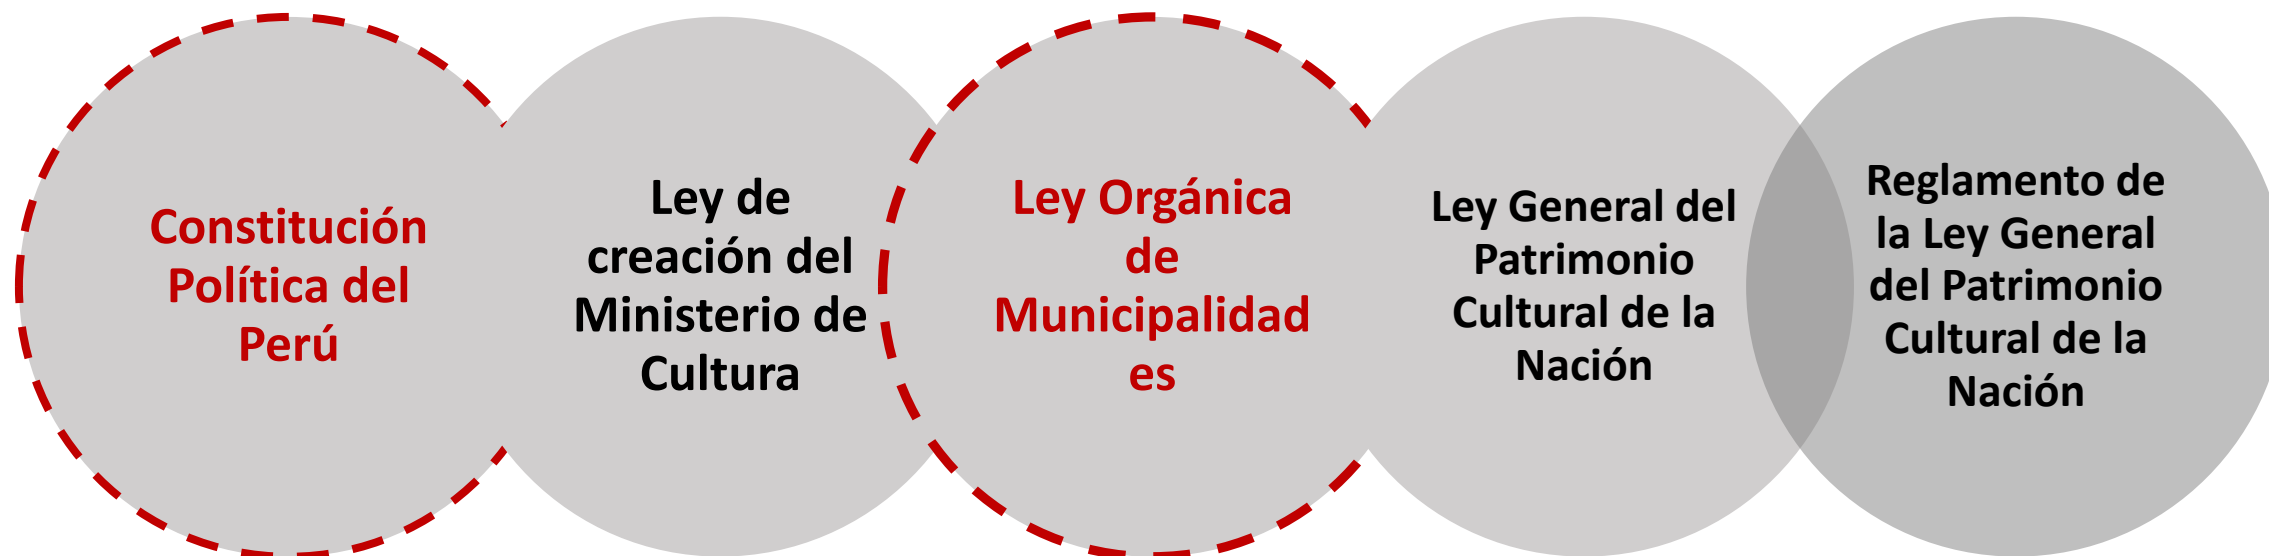 Constitución
Política del
Perú
Ley de
creación del
Ministerio de
Cultura
Ley Orgánica
de
Municipalidad
es
Ley General del
Patrimonio
Cultural de la
Nación
Reglamento de
la Ley General
del Patrimonio
Cultural de la
Nación